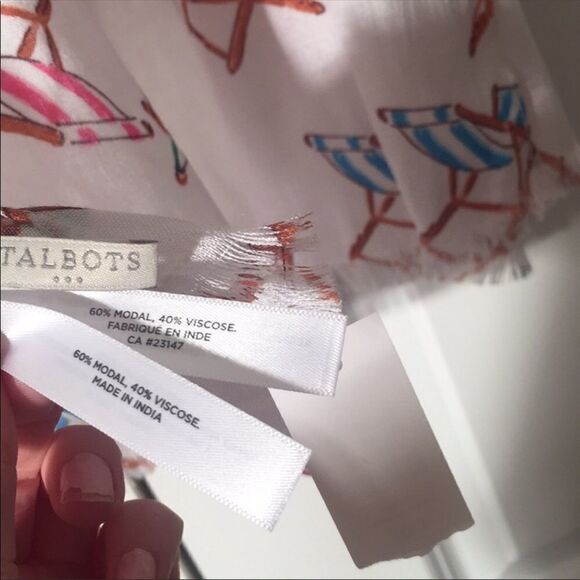 TALBOTS
60% MODAL, 40% VISCOSE.
FABRIQUÉ EN INDE
CA #23147
60% MODAL, 40% VISCOSE.
MADE IN INDIA